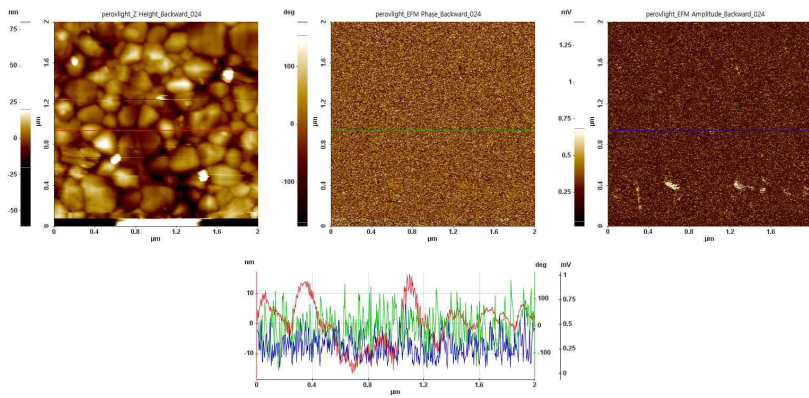 nm perovlight_Z Height_Backward_024
75
50
25
0
-25
-50
2
1.6
1.2
0.8
0.4
0
µm
0 0.4 0.8 1.2 1.6 2
µm
deg perovlight_EFM Phase_Backward_024
100
0
-100
2
1.6
1.2
0.8
0.4
0
µm
0 0.4 0.8 1.2 1.6 2
µm
mV perovlight_EFM Amplitude_Backward_024
1
0.75
0.5
0.25
2
1.6
1.2
0.8
0.4
0
µm
0 0.4 0.8 1.2 1.6 2
µm
nm deg mV
10
0
-10
100
0
-100
1
0.75
0.5
0.25
0
0 0.4 0.8 1.2 1.6 2
µm